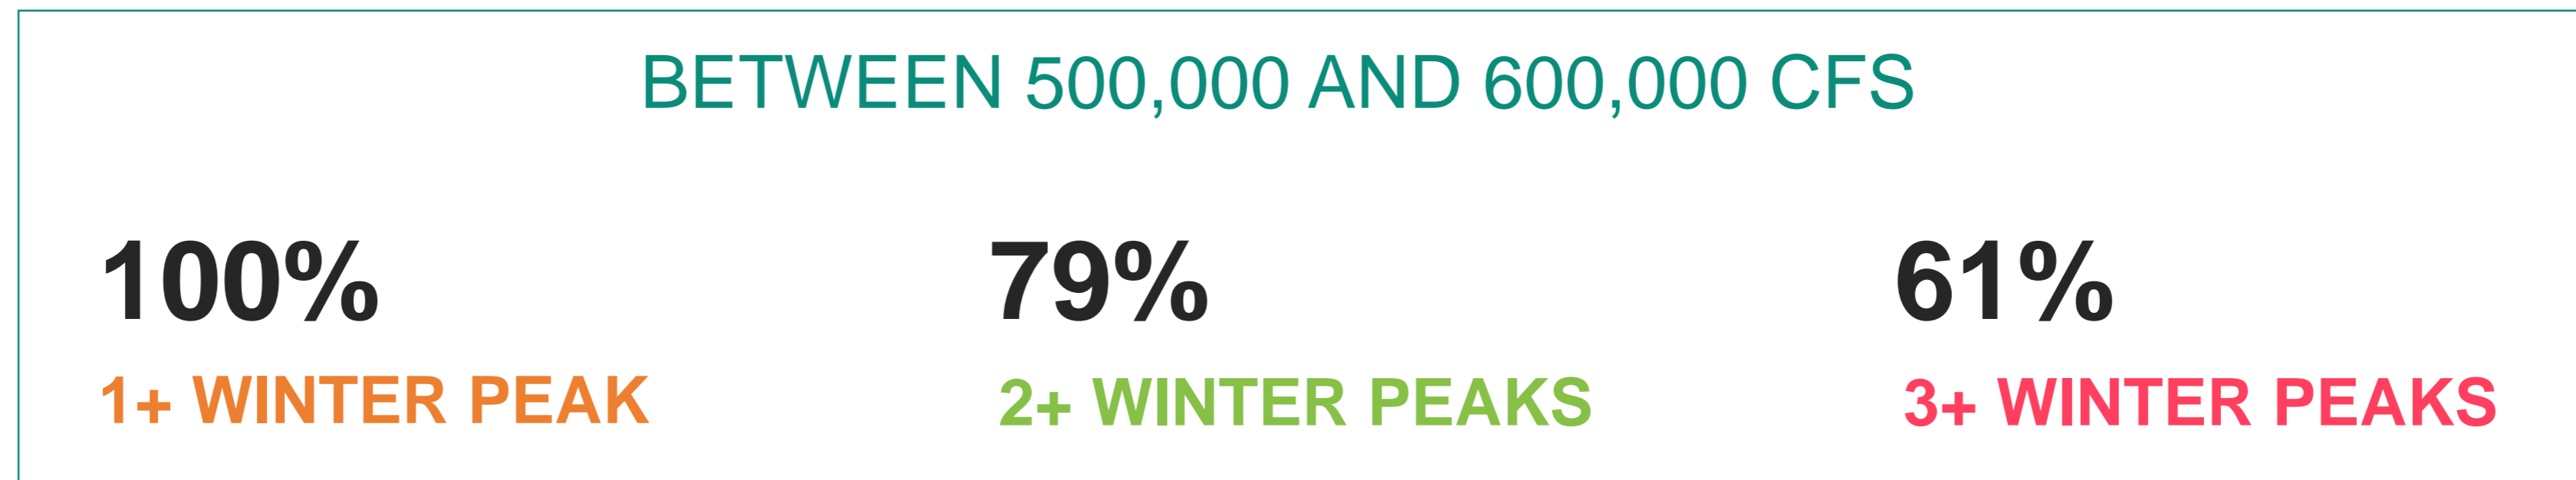 BETWEEN 500,000 AND 600,000 CFS
100% 79% 61%
1+ WINTER PEAK 2+ WINTER PEAKS 3+ WINTER PEAKS